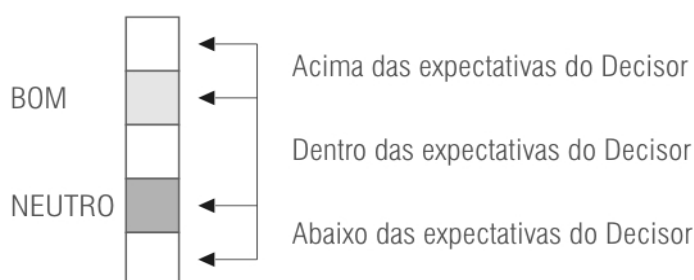 Acima das expectativas do Decisor
BOM
Dentro das expectativas do Decisor
NEUTRO
Abaixo das expectativas do Decisor